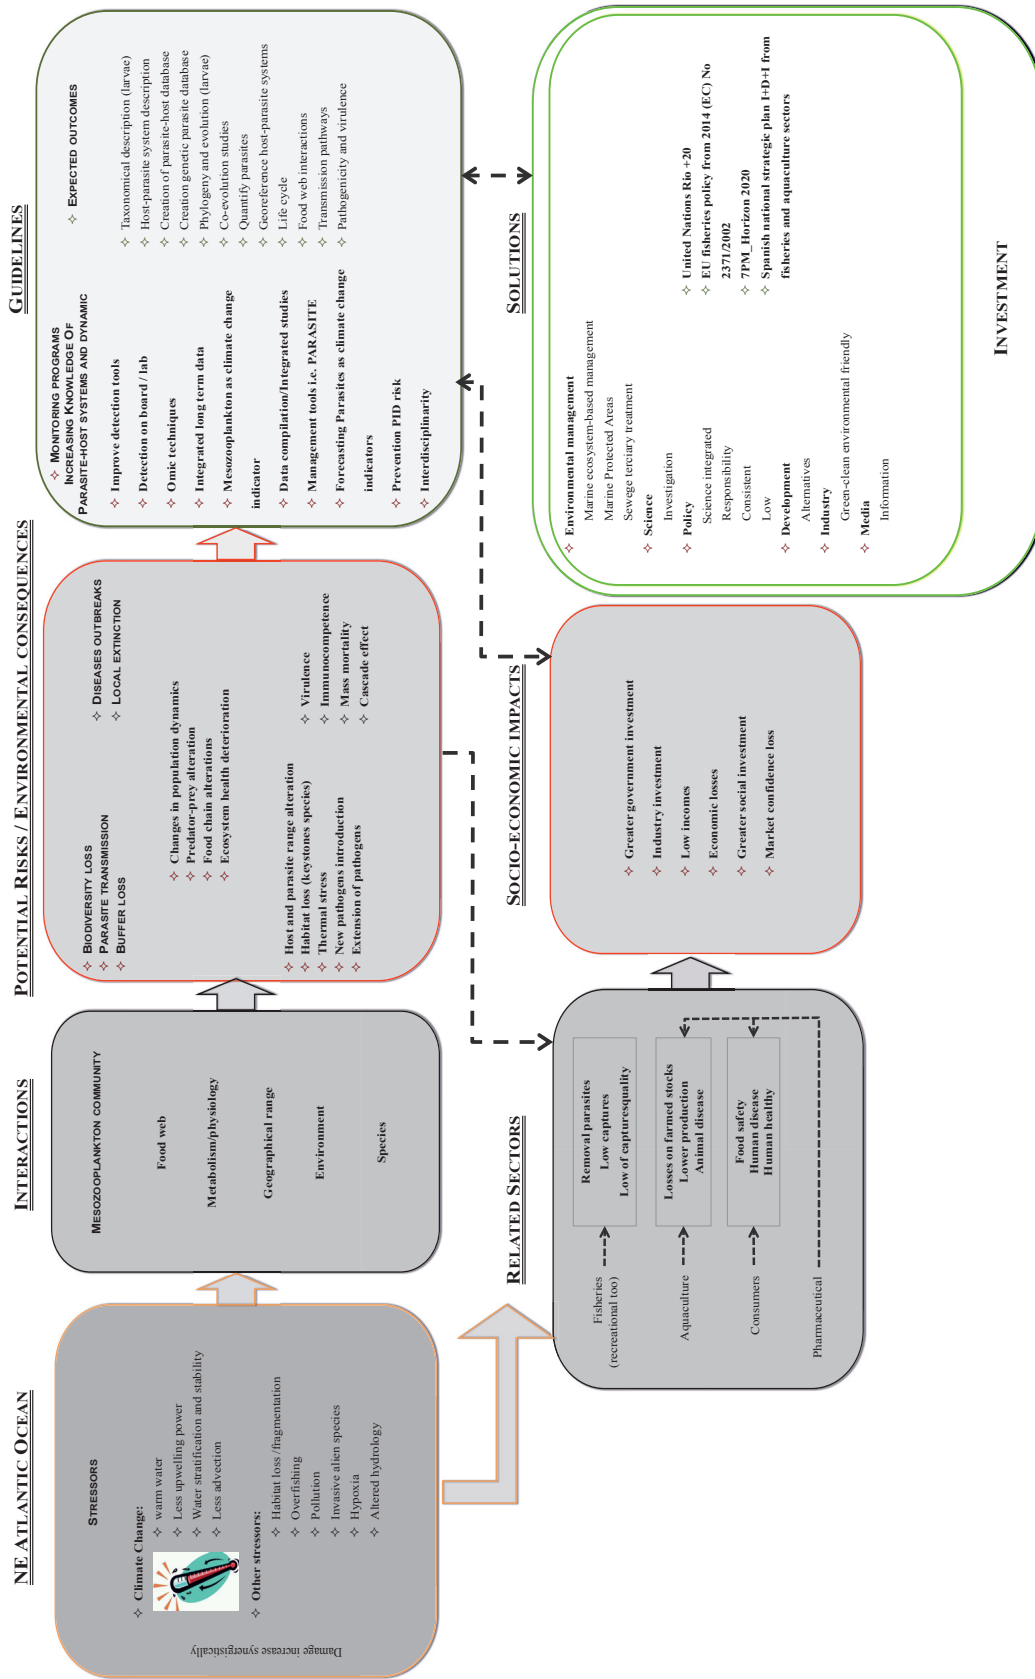 NE ATLANTIC OCEAN
STRESSORS
Climate Change:
warm water
Less upwelling power
Water stratification and stability
Less advection
Other stressors:
Habitat loss /fragmentation
Overfishing
Pollution
Invasive alien species
Hypoxia
Altered hydrology
Damage increase synergistically
INTERACTIONS
MESOZOOPLANKTON COMMUNITY
Food web
Metabolism/physiology
Geographical range
Environment
Species
POTENTIAL RISKS / ENVIRONMENTAL CONSEQUENCES
BIODIVERSITY LOSS
PARASITE TRANSMISSION
BUFFER LOSS
DISEASES OUTBREAKS
LOCAL EXTINCTION
Changes in population dynamics
Predator-prey alteration
Food chain alterations
Ecosystem health deterioration
Host and parasite range alteration
Habitat loss (keystones species)
Thermal stress
New pathogens introduction
Extension of pathogens
Virulence
Immunocompetence
Mass mortality
Cascade effect
GUIDELINES
MONITORING PROGRAMS
INCREASING KNOWLEDGE OF
PARASITE-HOST SYSTEMS AND DYNAMIC
Improve detection tools
Detection on board / lab
Omic techniques
Integrated long term data
Mesozooplankton as climate change
indicator
Data compilation/Integrated studies
Management tools i.e. PARASITE
Forecasting Parasites as climate change
indicators
Prevention PID risk
Interdisciplinarity
EXPECTED OUTCOMES
Taxonomical description (larvae)
Host-parasite system description
Creation of parasite-host database
Creation genetic parasite database
Phylogeny and evolution (larvae)
Co-evolution studies
Quantify parasites
Georeference host-parasite systems
Life cycle
Food web interactions
Transmission pathways
Pathogenicity and virulence
RELATED SECTORS
Fisheries
(recreational too)
Removal parasites
Low captures
Low of capturesquality
Aquaculture
Losses on farmed stocks
Lower production
Animal disease
Consumers
Food safety
Human disease
Human healthy
Pharmaceutical
SOCIO-ECONOMIC IMPACTS
Greater government investment
Industry investment
Low incomes
Economic losses
Greater social investment
Market confidence loss
SOLUTIONS
Environmental management
Marine ecosystem-based management
Marine Protected Areas
Sewege terciary treatment
Science
Investigation
Policy
Science integrated
Responsibility
Consistent
Low
Development
Alternatives
Industry
Green-clean environmental friendly
Media
Information
United Nations Rio +20
EU fisheries policy from 2014 (EC) No
2371/2002
7PM_Horizon 2020
Spanish national strategic plan I+D+I from
fisheries and aquaculture sectors
INVESTMENT